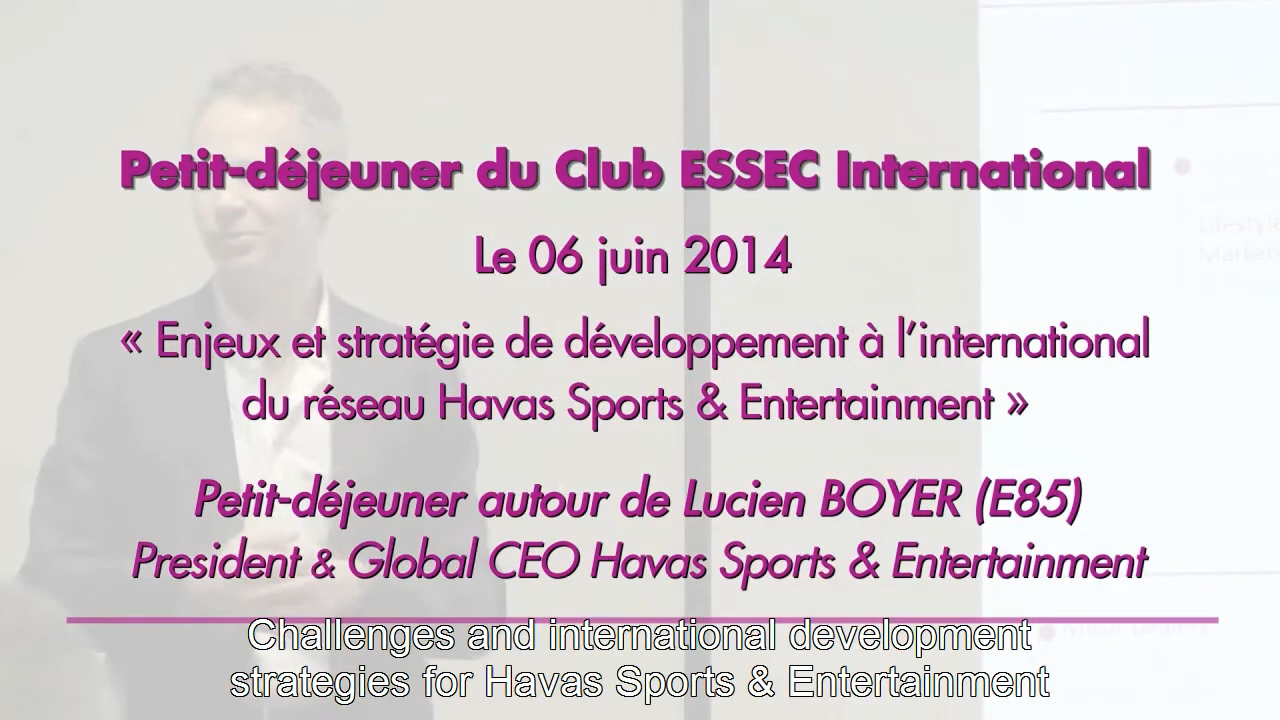 Petit-déjeuner du Club ESSEC International
Le 06 juin 2014
« Enjeux et stratégie de développement à l’international
du réseau Havas Sports & Entertainment »
Petit-déjeuner autour de Lucien BOYER (E85)
President & Global CEO Havas Sports & Entertainment
Challenges and international development
strategies for Havas Sports & Entertainment